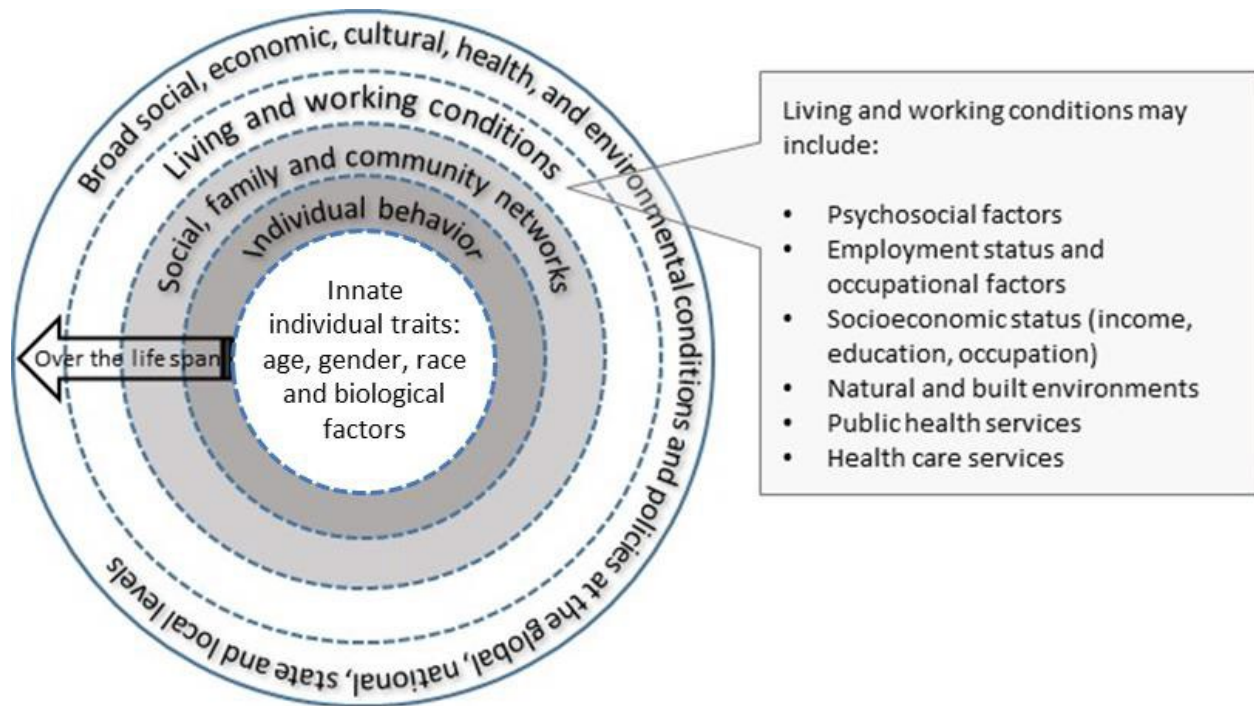 Broad social, economic, cultural, health, and environmental conditions and policies at the global, national, state and local levels
Living and working conditions
Social, family and community networks
Individual behavior
Innate
individual traits:
age, gender, race
and biological
factors
Over the life span
Living and working conditions may
include:
• Psychosocial factors
• Employment status and
occupational factors
• Socioeconomic status (income,
education, occupation)
• Natural and built environments
• Public health services
• Health care services